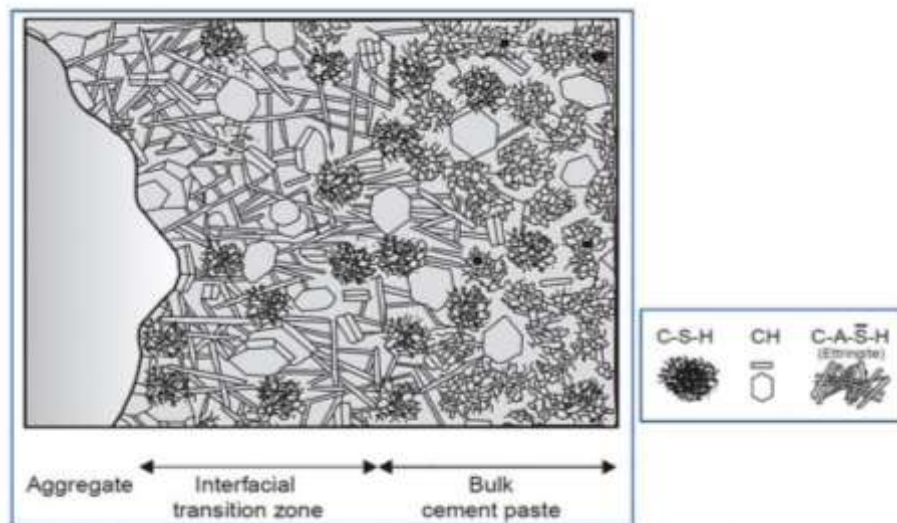 C-S-H CH C-A-S̿-H
(Ettringite)
Aggregate Interfacial Bulk
transition zone cement paste